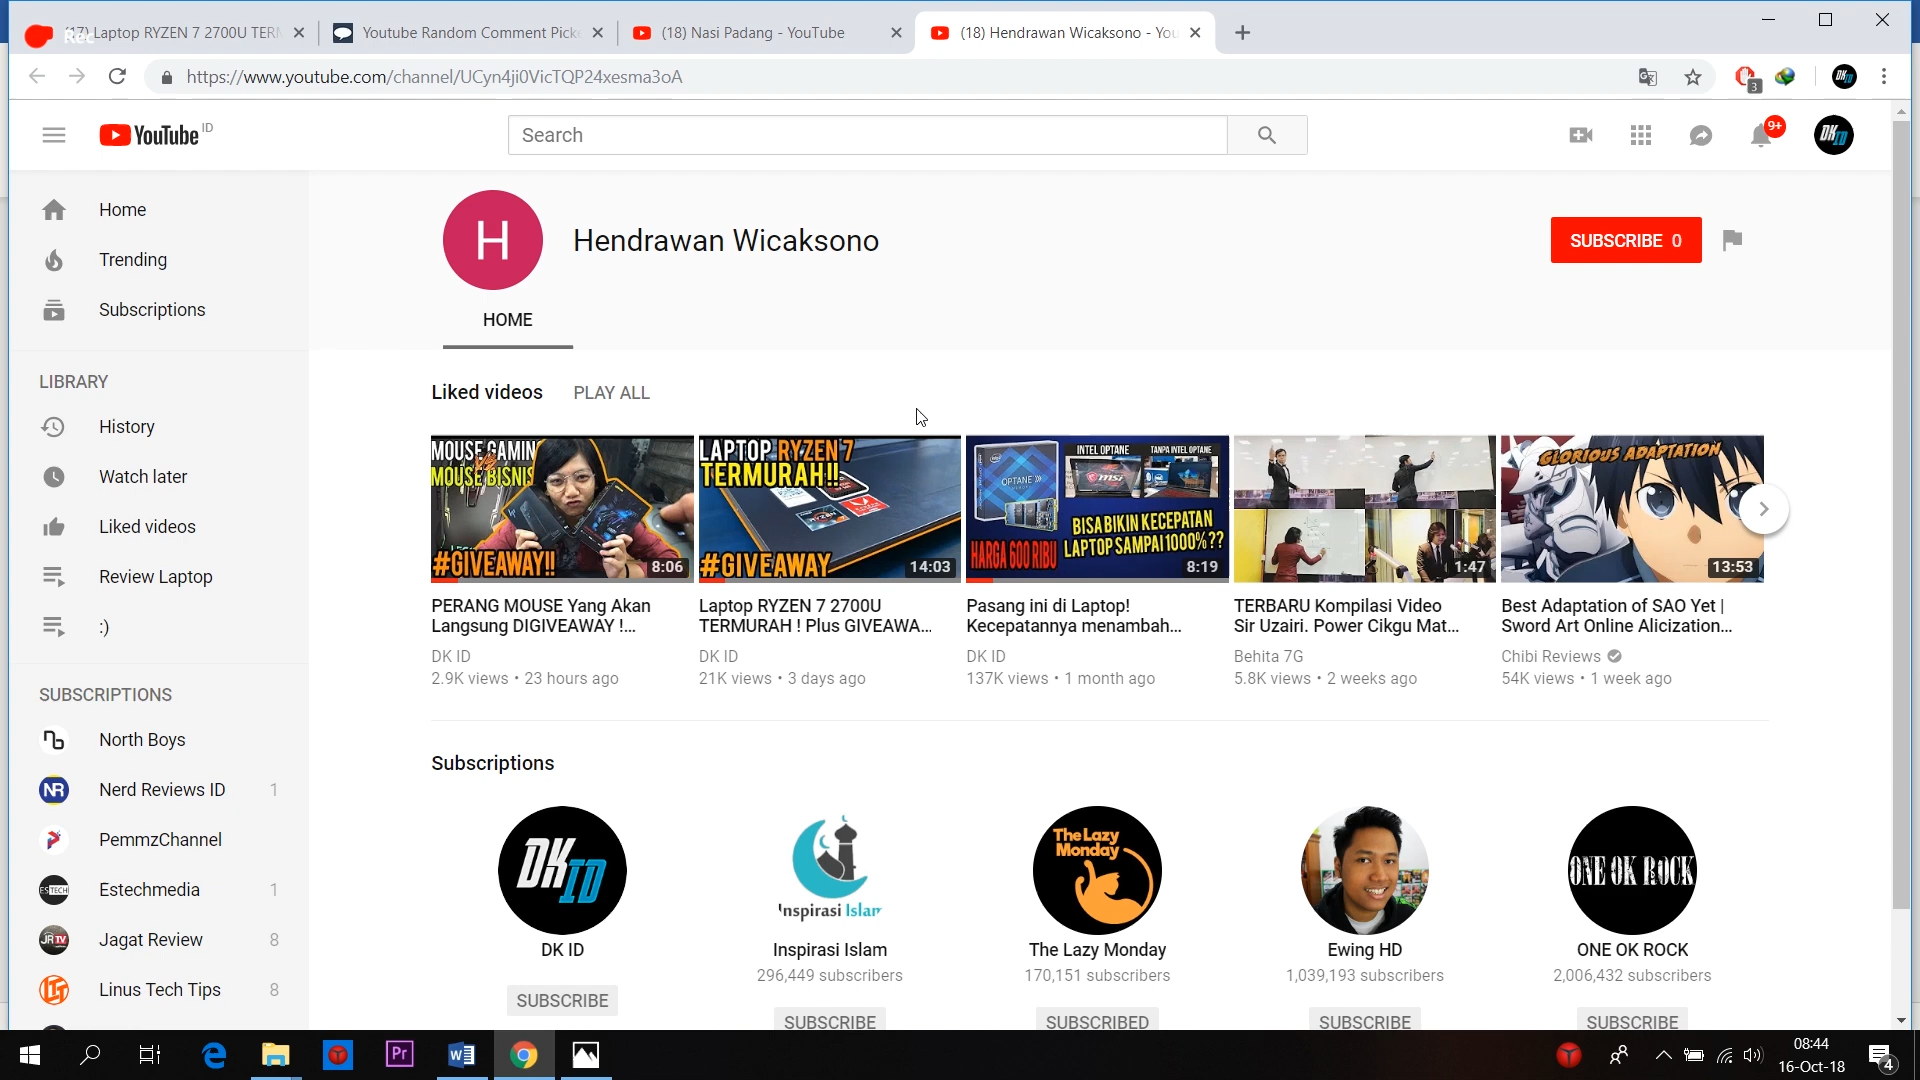 17) Laptop RYZEN 7 2700U TERM
Youtube Random Comment Picke
(18) Nasi Padang - YouTube
(18) Hendrawan Wicaksono - You
https://www.youtube.com/channel/UCyn4ji0VicTQP24xesma3oA
3
YouTube ID
Search
9+
DKID
Home
Trending
Subscriptions
LIBRARY
History
Watch later
Liked videos
Review Laptop
:)
SUBSCRIPTIONS
North Boys
Nerd Reviews ID 1
PemmzChannel
Estechmedia 1
Jagat Review 8
Linus Tech Tips 8
H
Hendrawan Wicaksono
SUBSCRIBE 0
HOME
Liked videos PLAY ALL
MOUSE GAMIN
VS
MOUSE BISNIS
#GIVEAWAY!!
8:06
PERANG MOUSE Yang Akan
Langsung DIGIVEAWAY !...
DK ID
2.9K views • 23 hours ago
LAPTOP RYZEN 7
TERMURAH!!
#GIVEAWAY
14:03
Laptop RYZEN 7 2700U
TERMURAH ! Plus GIVEAWA...
DK ID
21K views • 3 days ago
INTEL OPTANE
TANPA INTEL OPTANE
OPTANE
msi
HARGA 600 RIBU
BISA BIKIN KECEPATAN
LAPTOP SAMPAI 1000%??
8:19
Pasang ini di Laptop!
Kecepatannya menambah...
DK ID
137K views • 1 month ago
1:47
TERBARU Kompilasi Video
Sir Uzairi. Power Cikgu Mat...
Behita 7G
5.8K views • 2 weeks ago
GLORIOUS ADAPTATION
13:53
Best Adaptation of SAO Yet |
Sword Art Online Alicization...
Chibi Reviews
54K views • 1 week ago
Subscriptions
DKID
DK ID
SUBSCRIBE
Inspirasi Islam
Inspirasi Islam
296,449 subscribers
SUBSCRIBE
The Lazy
Monday
The Lazy Monday
170,151 subscribers
SUBSCRIBED
Ewing HD
1,039,193 subscribers
SUBSCRIBE
ONE OK ROCK
ONE OK ROCK
2,006,432 subscribers
SUBSCRIBE
Pr
08:44
16-Oct-18
4